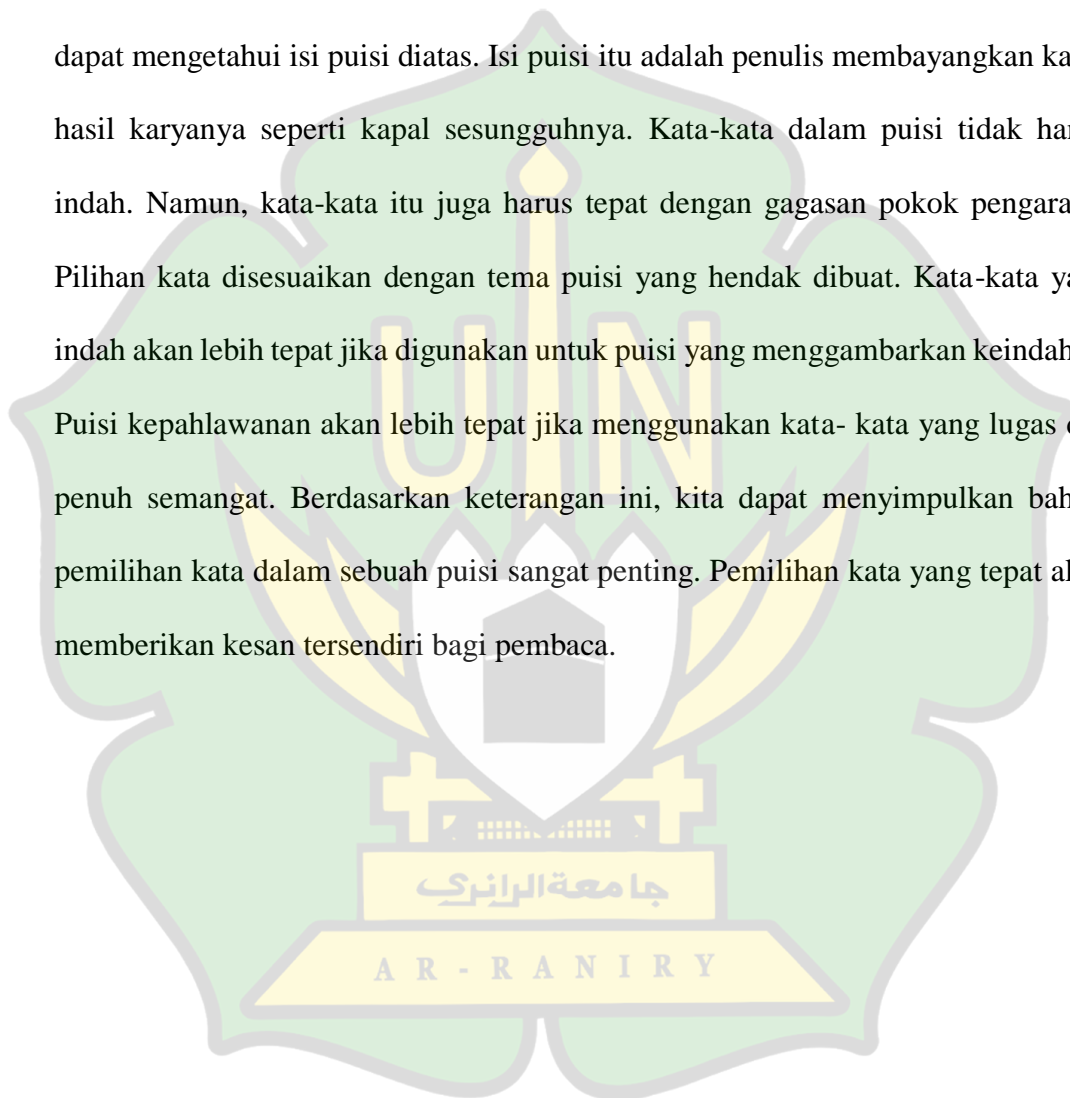 dapat mengetahui isi puisi diatas. Isi puisi itu adalah penulis membayangkan ka
hasil karyanya seperti kapal sesungguhnya. Kata-kata dalam puisi tidak har
indah. Namun, kata-kata itu juga harus tepat dengan gagasan pokok pengara
Pilihan kata disesuaikan dengan tema puisi yang hendak dibuat. Kata-kata ya
indah akan lebih tepat jika digunakan untuk puisi yang menggambarkan keindah
Puisi kepahlawanan akan lebih tepat jika menggunakan kata- kata yang lugas
penuh semangat. Berdasarkan keterangan ini, kita dapat menyimpulkan bah
pemilihan kata dalam sebuah puisi sangat penting. Pemilihan kata yang tepat a
memberikan kesan tersendiri bagi pembaca.
UIN
جامعة الرانري
AR-RANIRY